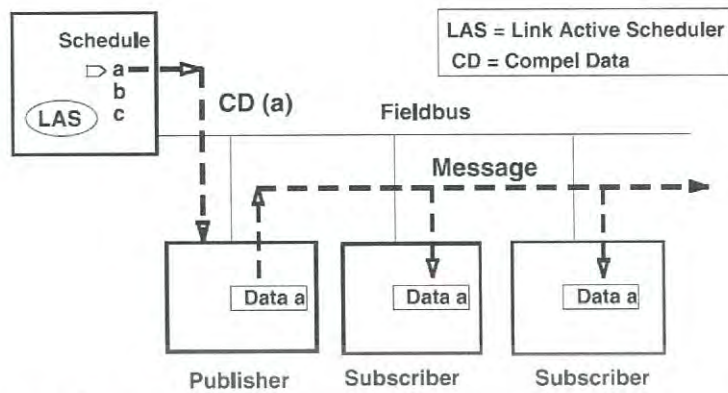 LAS = Link Active Scheduler
CD = Compel Data
Schedule
a
b
c
LAS
CD (a)
Fieldbus
Message
Data a
Data a
Data a
Publisher
Subscriber
Subscriber